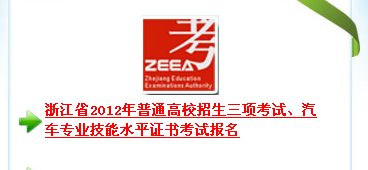 考
ZEEA
Zhejiang Education
Examinations Authority
浙江省2012年普通高校招生三项考试、汽
车专业技能水平证书考试报名